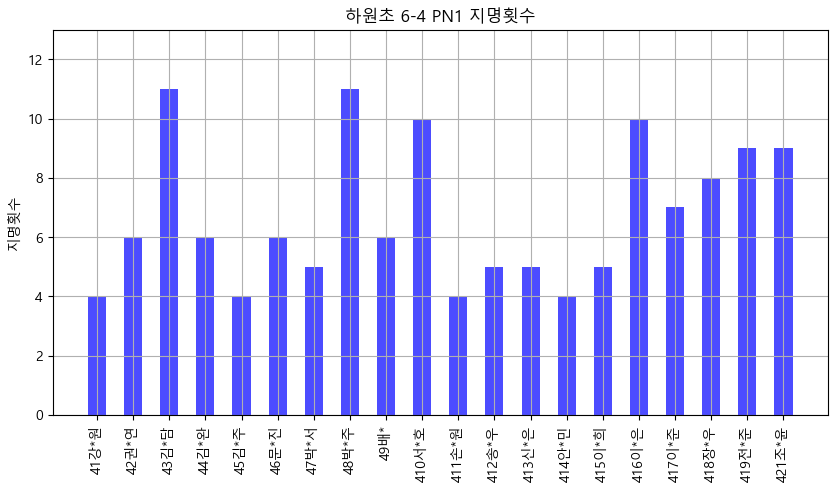 하원초 6-4 PN1 지명횟수
지명횟수
12
10
8
6
4
2
0
41강*원
42권*연
43김*담
44김*완
45김*주
46문*진
47박*서
48박*주
49배*
410서*호
411손*원
412송*우
413신*은
414안*민
415이*희
416이*은
417이*준
418장*우
419전*준
421조*윤